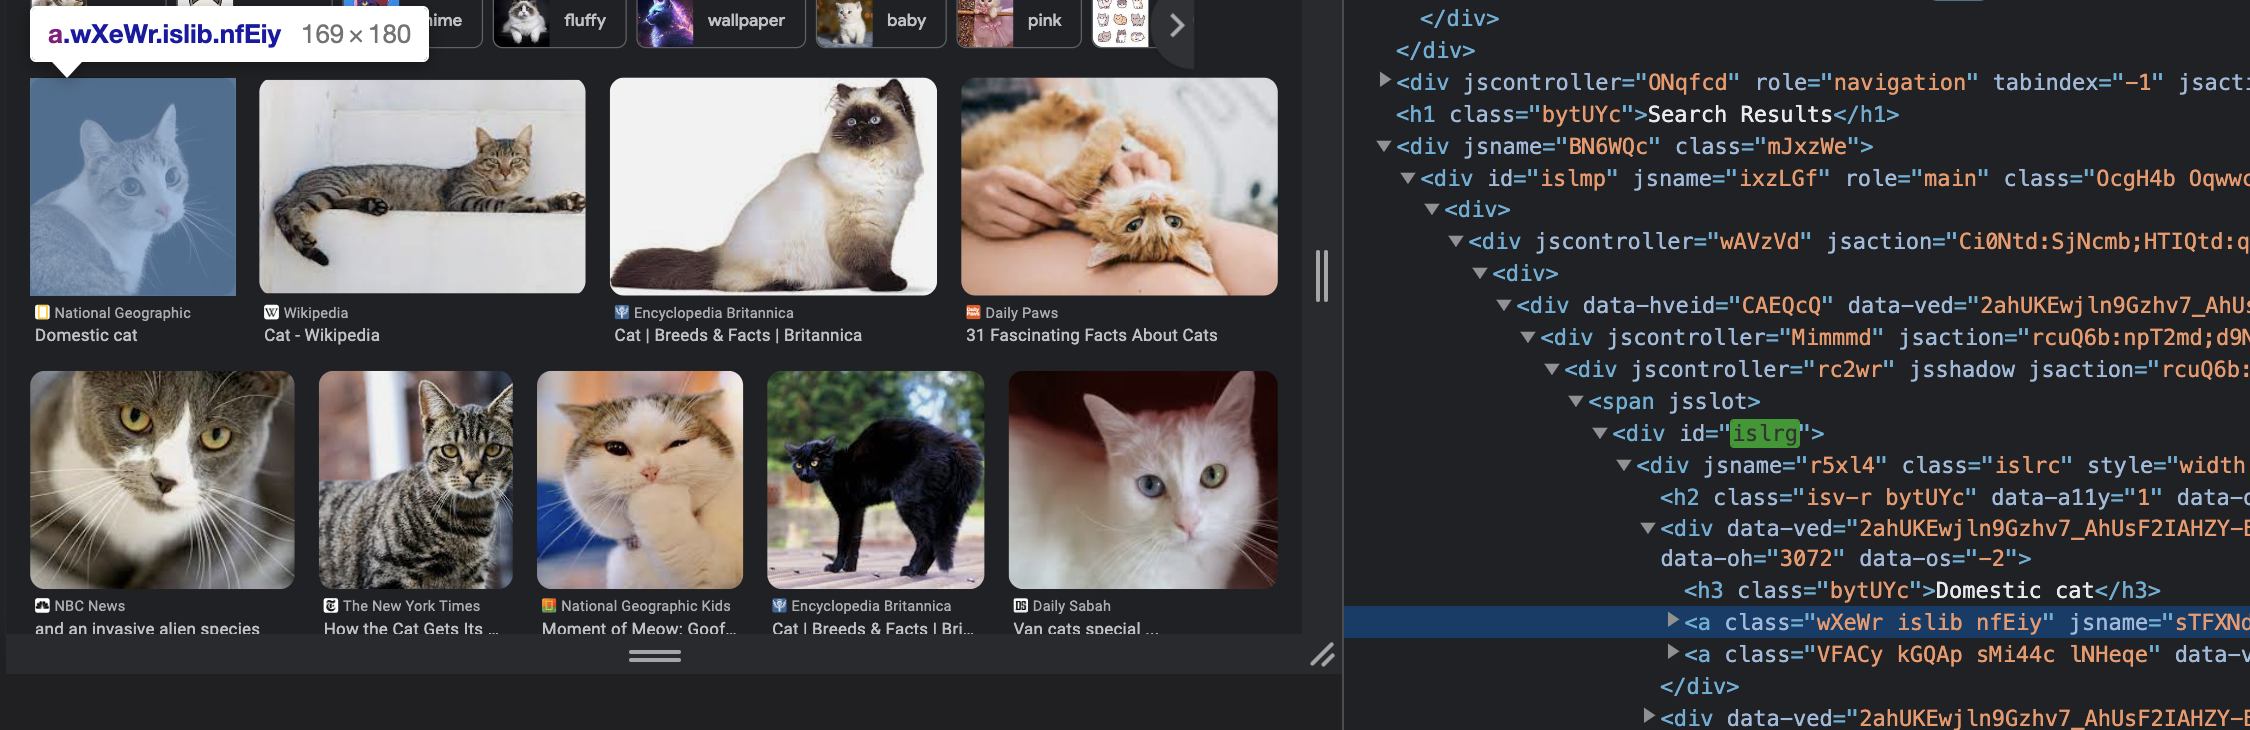 a.wXeWr.islib.nfEiy 169 × 180
nime
fluffy
wallpaper
baby
pink
National Geographic
Domestic cat
Wikipedia
Cat - Wikipedia
Encyclopedia Britannica
Cat | Breeds & Facts | Britannica
Daily Paws
31 Fascinating Facts About Cats
NBC News
and an invasive alien species
The New York Times
How the Cat Gets Its ...
National Geographic Kids
Moment of Meow: Goof...
Encyclopedia Britannica
Cat | Breeds & Facts | Bri...
Daily Sabah
Van cats special ...
</div>
</div>
<div jscontroller="ONqfcd" role="navigation" tabindex="-1" jsacti
<h1 class="bytUYc">Search Results</h1>
<div jsname="BN6WQc" class="mJxzWe">
<div id="islmp" jsname="ixzLGf" role="main" class="OcgH4b Oqwwc
<div>
<div jscontroller="wAVzVd" jsaction="Ci0Ntd:SjNcmb;HTIQtd:q
<div>
<div data-hveid="CAEQcQ" data-ved="2ahUKEwjln9Gzhv7_AhUs
<div jscontroller="Mimmmd" jsaction="rcuQ6b:npT2md;d9N
<div jscontroller="rc2wr" jsshadow jsaction="rcuQ6b:
<span jsslot>
<div id="islrg">
<div jsname="r5xl4" class="islrc" style="width
<h2 class="isv-r bytUYc" data-a11y="1" data-
<div data-ved="2ahUKEwjln9Gzhv7_AhUsF2IAHZY-E
data-oh="3072" data-os="-2">
<h3 class="bytUYc">Domestic cat</h3>
<a class="wXeWr islib nfEiy" jsname="sTFXNd
<a class="VFACy kGQAp sMi44c lNHeqe" data-v
</div>
<div data-ved="2ahUKEwjln9Gzhv7_AhUsF2IAHZY-E